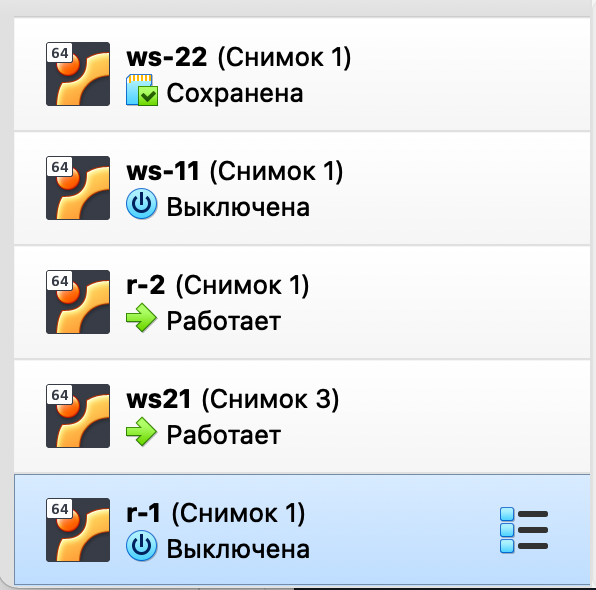 64
ws-22 (Снимок 1)
Сохранена
64
ws-11 (Снимок 1)
Выключена
64
r-2 (Снимок 1)
Работает
64
ws21 (Снимок 3)
Работает
64
r-1 (Снимок 1)
Выключена